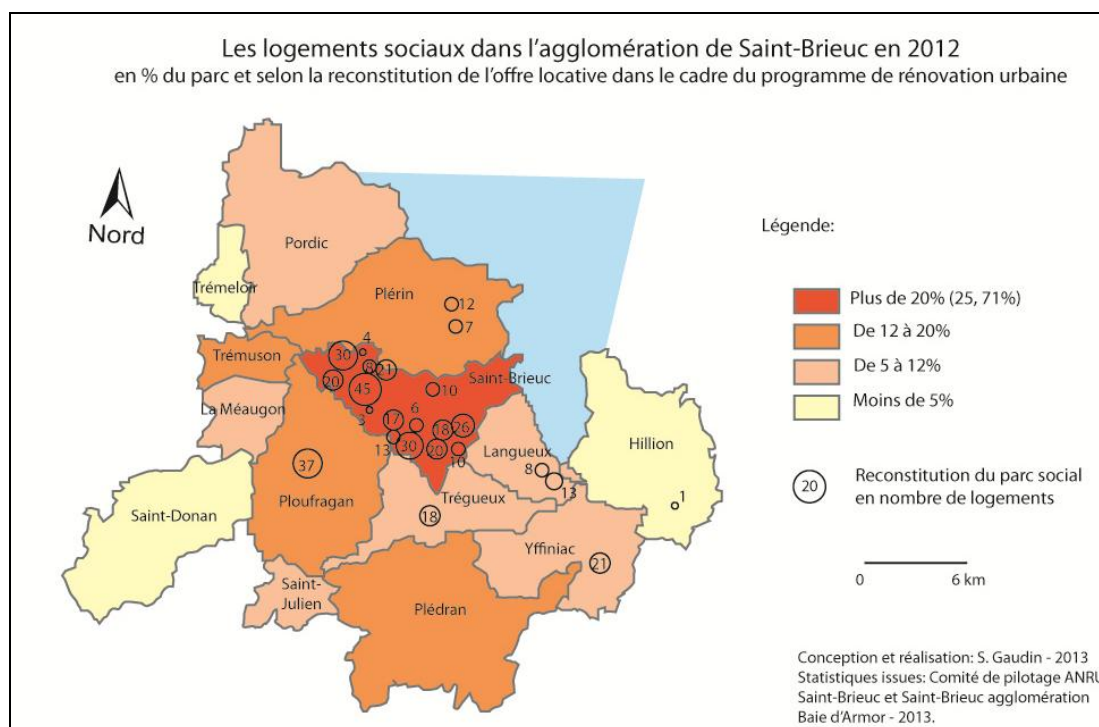 Les logements sociaux dans l'agglomération de Saint-Brieuc en 2012
en % du parc et selon la reconstitution de l'offre locative dans le cadre du programme de rénovation urbaine
Nord
Pordic
Trémeloir
Plérin
12
7
Trémuson
4
30
8
21
20
45
Saint-Brieuc
10
La Méaugon
3
17
6
18
26
13
30
20
10
Langueux
8
13
Hillion
1
37
Ploufragan
Saint-Donan
Trégueux
18
Yffiniac
21
Saint-
Julien
Plédran
Légende:
Plus de 20% (25, 71%)
De 12 à 20%
De 5 à 12%
Moins de 5%
20
Reconstitution du parc social
en nombre de logements
0 6 km
Conception et réalisation: S. Gaudin - 2013
Statistiques issues: Comité de pilotage ANRU
Saint-Brieuc et Saint-Brieuc agglomération
Baie d'Armor - 2013.